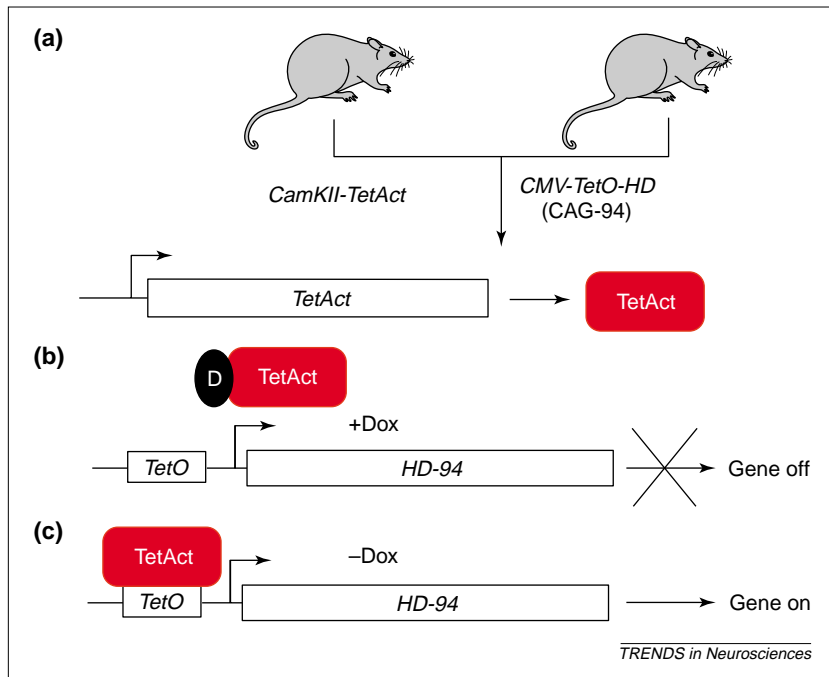 (a)
CamKII-TetAct
CMV-TetO-HD
(CAG-94)
TetAct
TetAct
(b)
D
TetAct
+Dox
TetO
HD-94
Gene off
(c)
TetAct
–Dox
TetO
HD-94
Gene on
TRENDS in Neurosciences